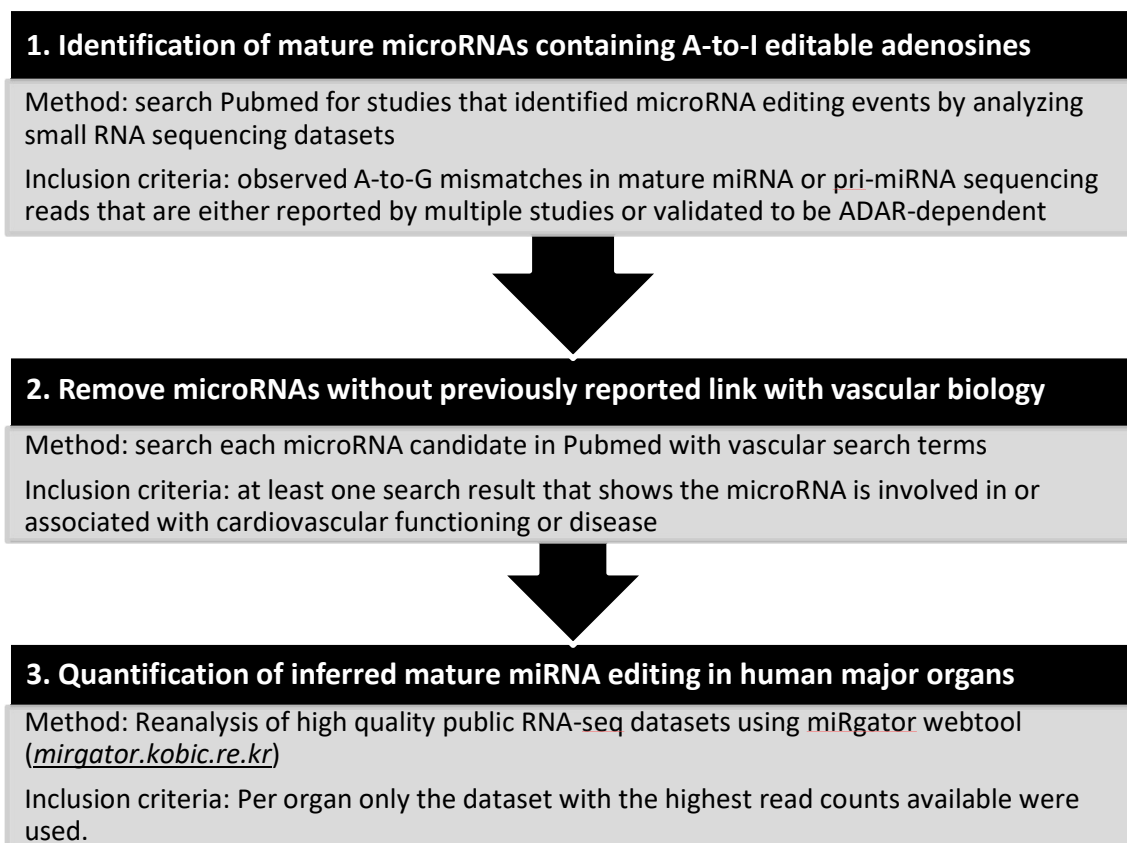 1. Identification of mature microRNAs containing A-to-I editable adenosines
Method: search Pubmed for studies that identified microRNA editing events by analyzing
small RNA sequencing datasets
Inclusion criteria: observed A-to-G mismatches in mature miRNA or pri-miRNA sequencing
reads that are either reported by multiple studies or validated to be ADAR-dependent
2. Remove microRNAs without previously reported link with vascular biology
Method: search each microRNA candidate in Pubmed with vascular search terms
Inclusion criteria: at least one search result that shows the microRNA is involved in or
associated with cardiovascular functioning or disease
3. Quantification of inferred mature miRNA editing in human major organs
Method: Reanalysis of high quality public RNA-seq datasets using miRgator webtool
(mirgator.kobic.re.kr)
Inclusion criteria: Per organ only the dataset with the highest read counts available were
used.